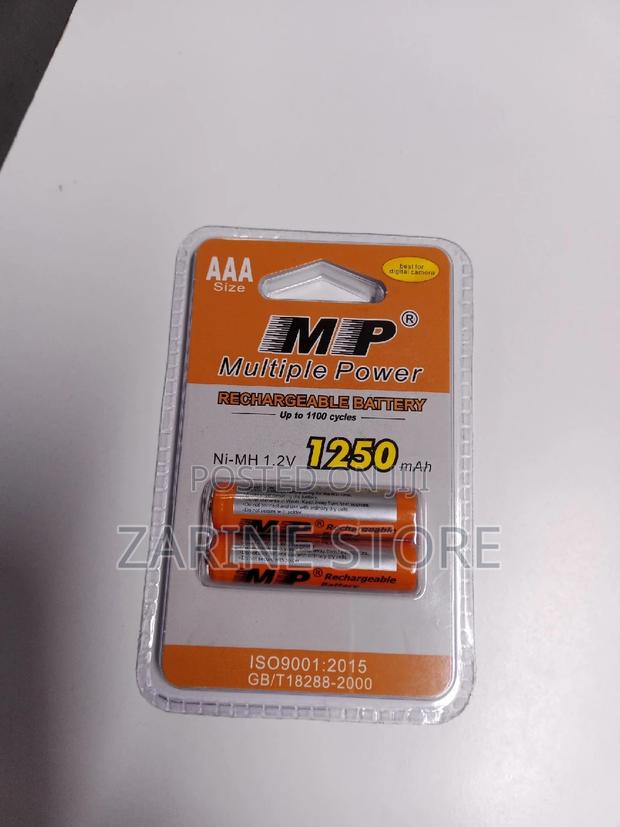 AAA
Size
best for
digital camera
MP®
Multiple Power
RECHARGEABLE BATTERY
Up to 1100 cycles
Ni-MH 1.2V 1250 mAh
POSTED ON JIJI
ZARINE STORE
MP® Rechargeable
MP® Rechargeable
Battery
ISO9001:2015
GB/T18288-2000